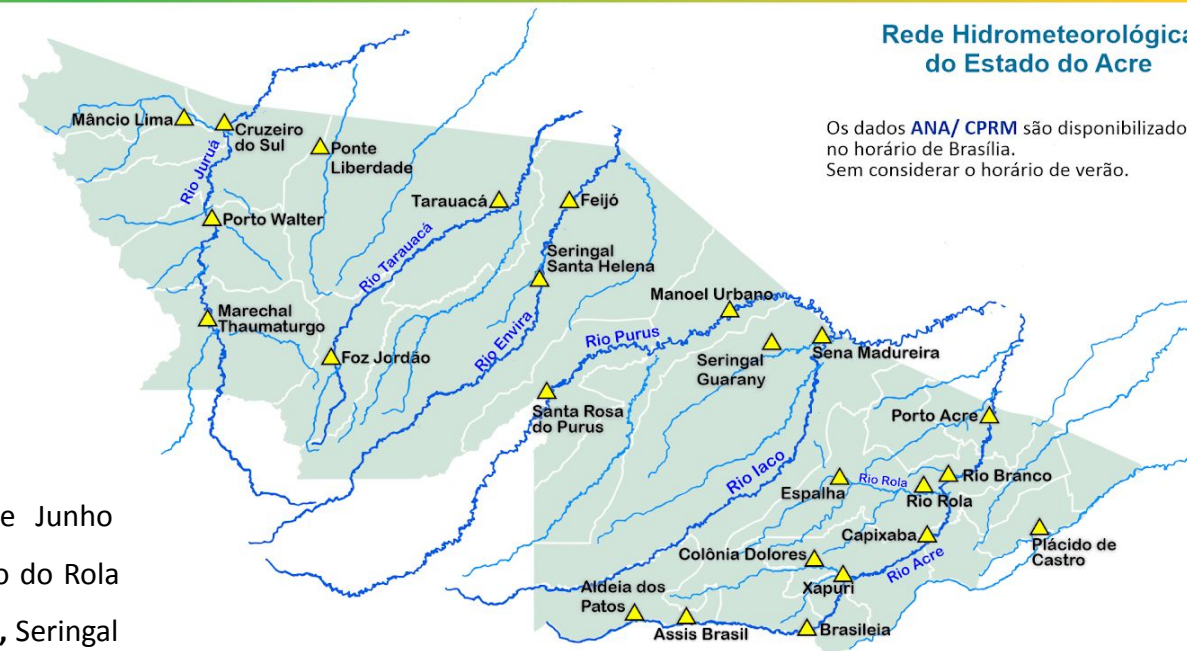 Rede Hidrometeorológica
do Estado do Acre
Os dados ANA/ CPRM são disponibilizado
no horário de Brasília.
Sem considerar o horário de verão.
Mâncio Lima
Cruzeiro
do Sul
Ponte
Liberdade
Rio Juruá
Porto Walter
Tarauacá
Feijó
Rio Tarauacá
Seringal
Santa Helena
Marechal
Thaumaturgo
Foz Jordão
Rio Envira
Manoel Urbano
Rio Purus
Seringal
Guarany
Sena Madureira
Santa Rosa
do Purus
Porto Acre
Rio Iaco
Espalha
Rio Rola
Rio Rola
Rio Branco
Capixaba
Plácido de
Castro
Colônia Dolores
Rio Acre
Xapuri
Aldeia dos
Patos
Assis Brasil
Brasileia
e Junho
o do Rola
, Seringal